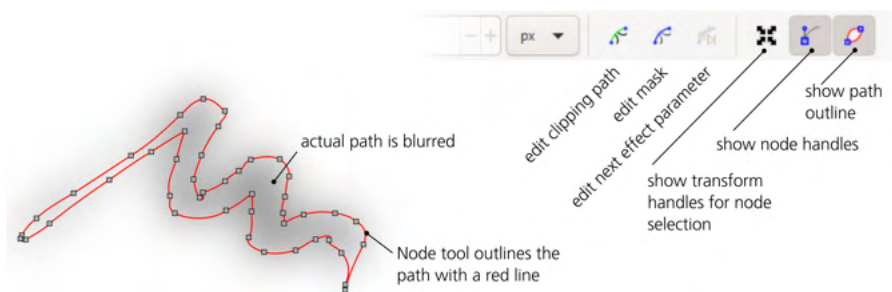 px
edit clipping path
edit mask
edit next effect parameter
show path
outline
show node handles
show transform
handles for node
selection
actual path is blurred
Node tool outlines the
path with a red line